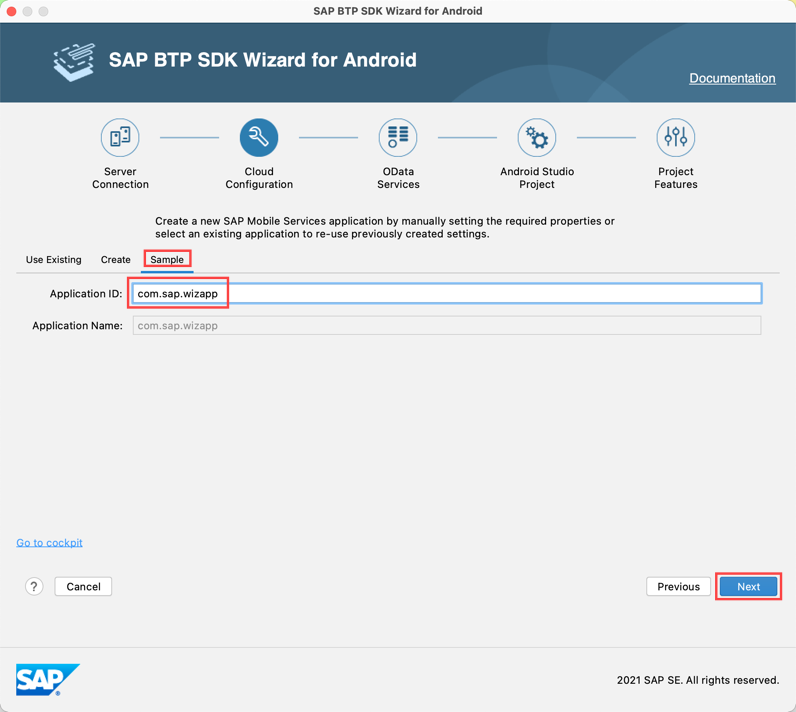 SAP BTP SDK Wizard for Android
SAP BTP SDK Wizard for Android
Documentation
Server
Connection
Cloud
Configuration
OData
Services
Android Studio
Project
Project
Features
Create a new SAP Mobile Services application by manually setting the required properties or
select an existing application to re-use previously created settings.
Use Existing Create Sample
Application ID: com.sap.wizapp
Application Name: com.sap.wizapp
Go to cockpit
? Cancel Previous Next
SAP ® 2021 SAP SE. All rights reserved.